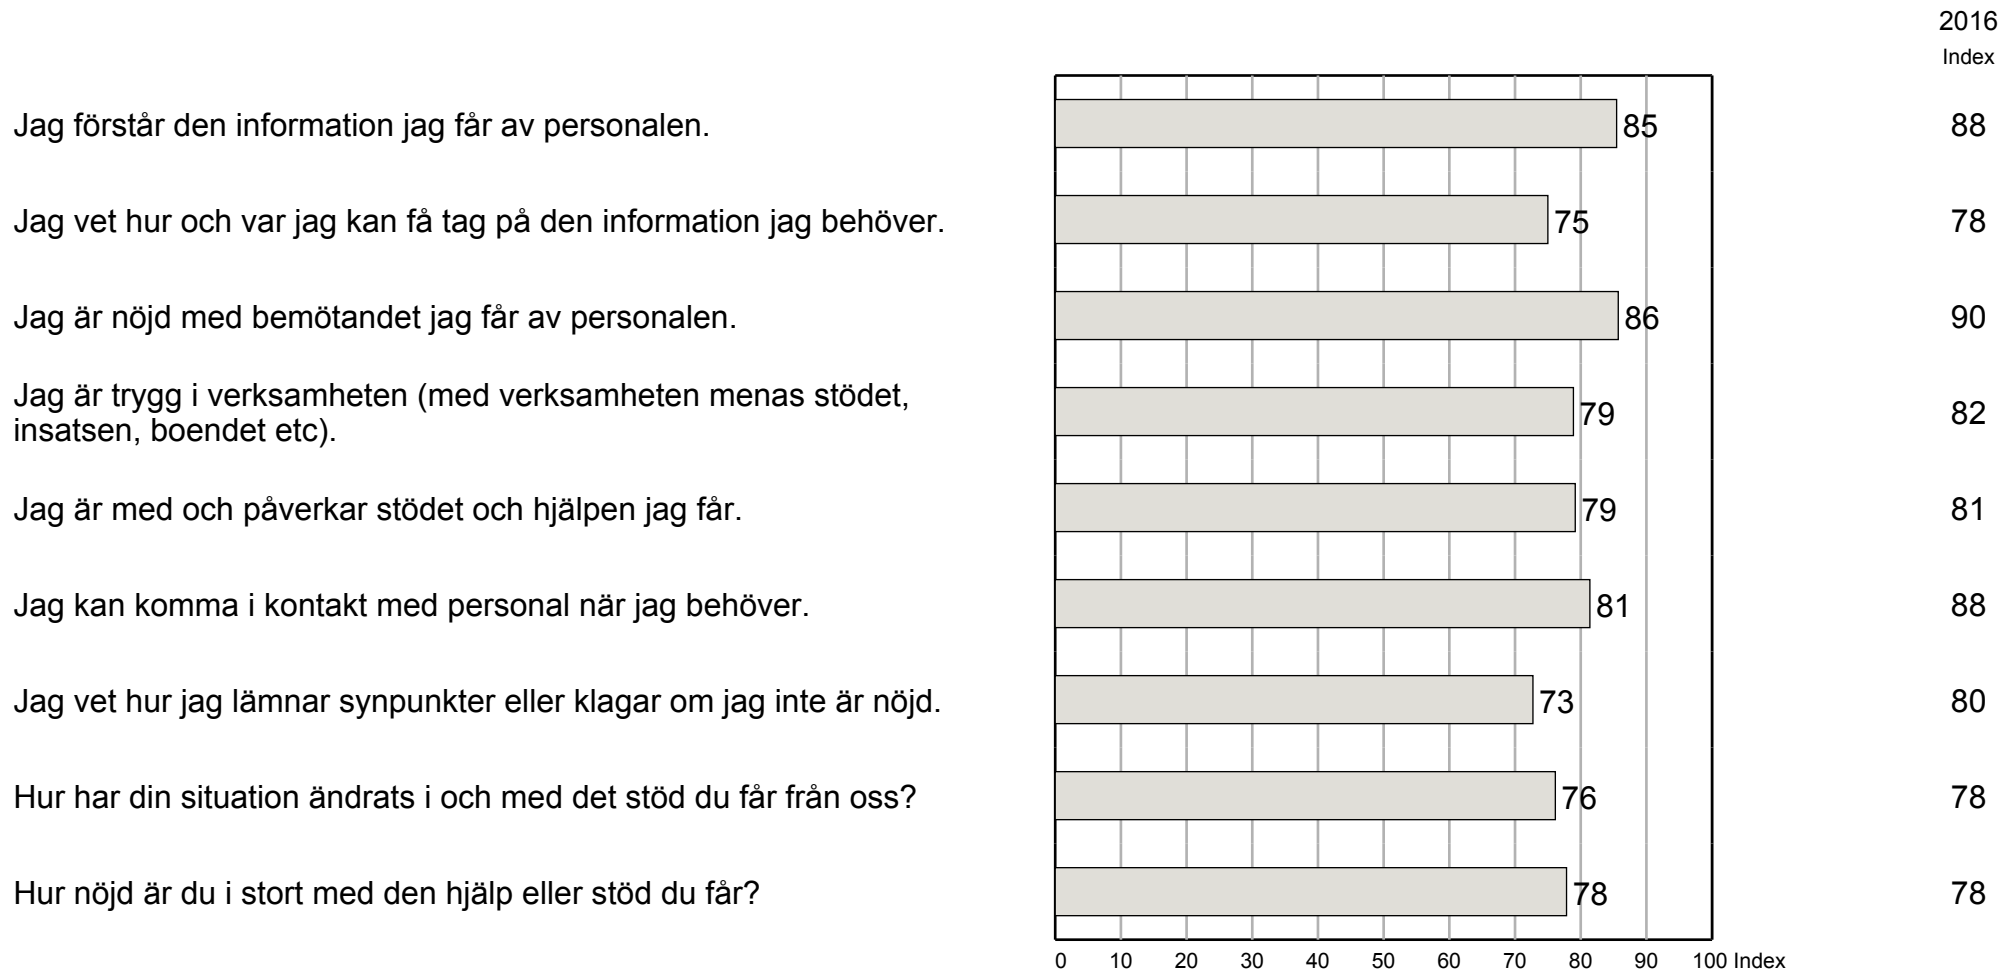 2016
Index
Jag förstår den information jag får av personalen. 85 88
Jag vet hur och var jag kan få tag på den information jag behöver. 75 78
Jag är nöjd med bemötandet jag får av personalen. 86 90
Jag är trygg i verksamheten (med verksamheten menas stödet,
insatsen, boendet etc). 79 82
Jag är med och påverkar stödet och hjälpen jag får. 79 81
Jag kan komma i kontakt med personal när jag behöver. 81 88
Jag vet hur jag lämnar synpunkter eller klagar om jag inte är nöjd. 73 80
Hur har din situation ändrats i och med det stöd du får från oss? 76 78
Hur nöjd är du i stort med den hjälp eller stöd du får? 78 78
0 10 20 30 40 50 60 70 80 90 100 Index